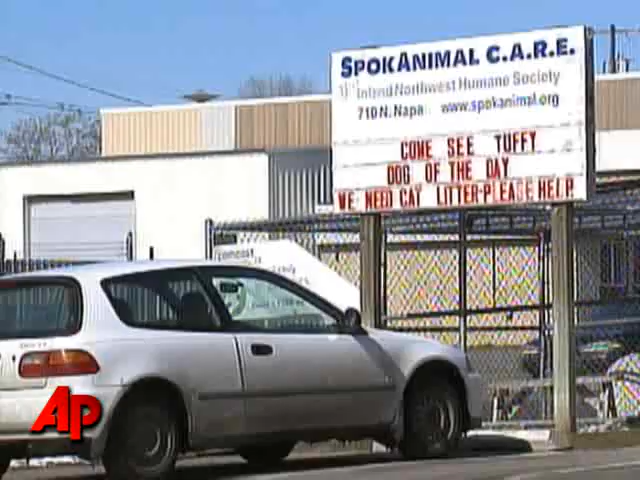 SPOKANIMAL C.A.R.E.
Inland Northwest Humane Society
710 N. Napa www.spokanimal.org
COME SEE TUFFY
DOG OF THE DAY
WE NEED CAT LITTER-PLEASE HELP
AP